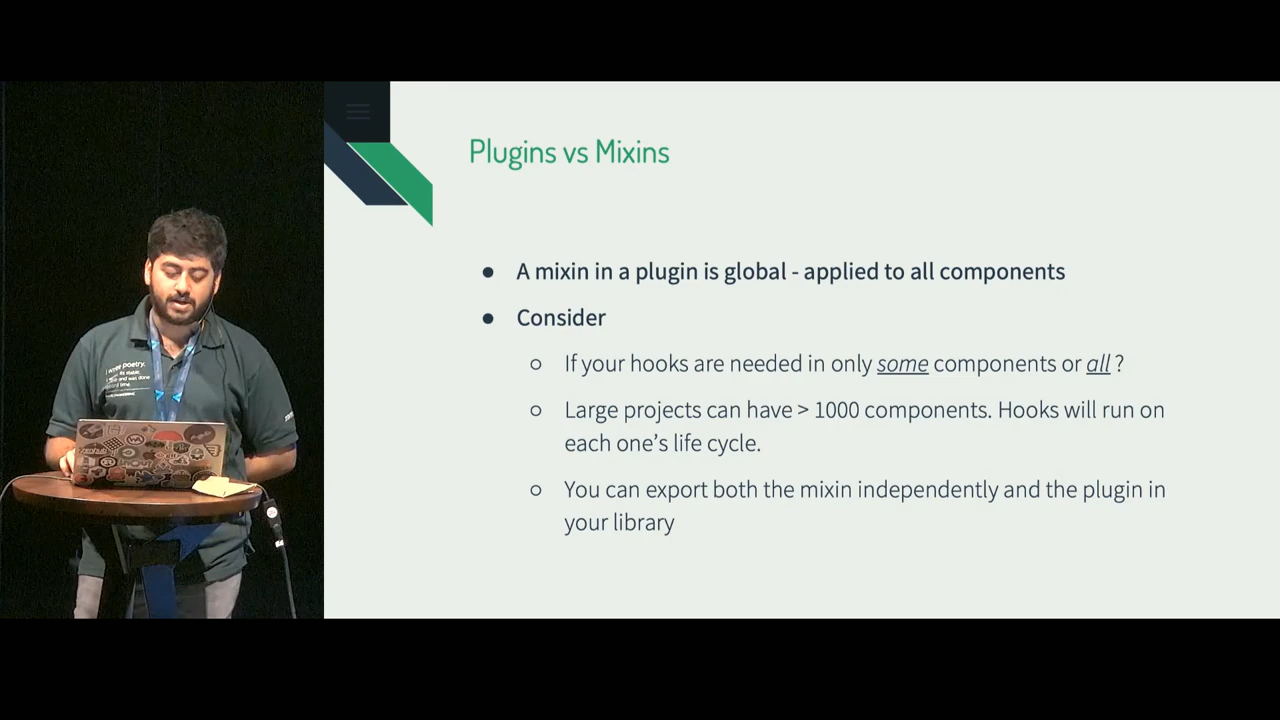 Plugins vs Mixins
● A mixin in a plugin is global - applied to all components
● Consider
○ If your hooks are needed in only some components or all ?
○ Large projects can have > 1000 components. Hooks will run on
each one’s life cycle.
○ You can export both the mixin independently and the plugin in
your library